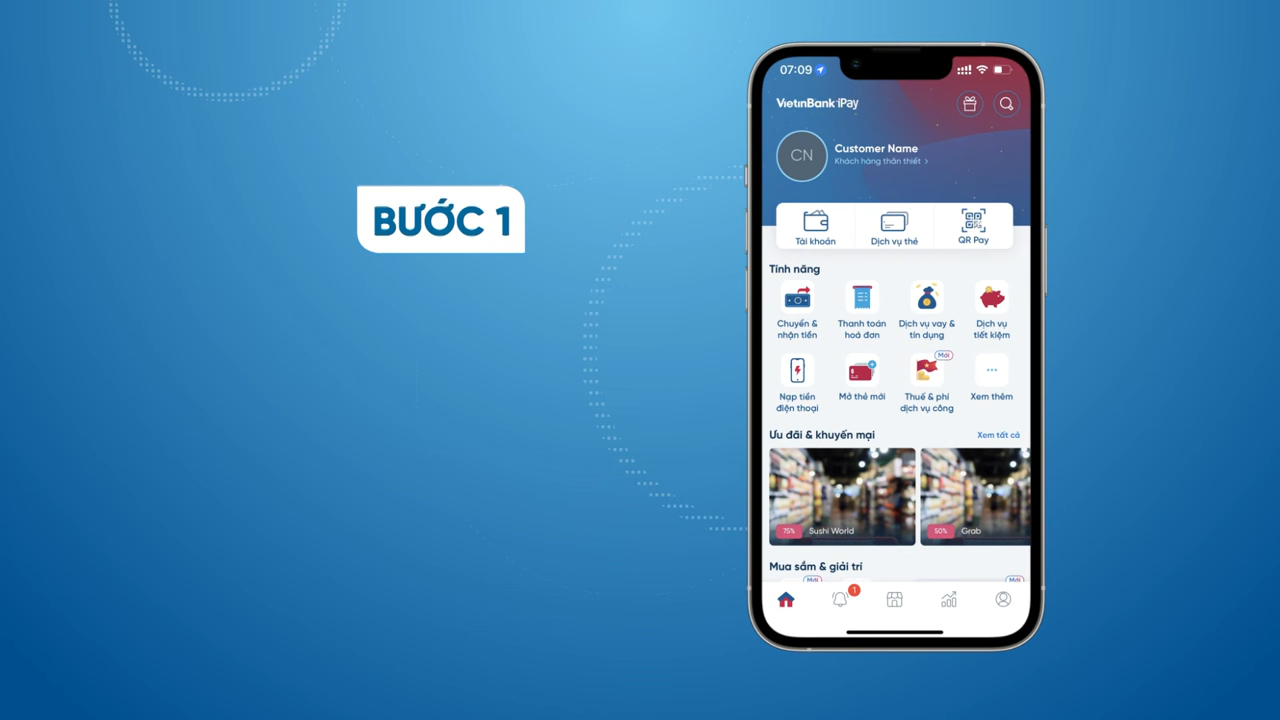 BƯỚC 1
07:09
VietinBank iPay
CN
Customer Name
Khách hàng thân thiết
Tài khoản
Dịch vụ thẻ
QR Pay
Tính năng
Chuyển &
nhận tiền
Thanh toán
hoá đơn
Dịch vụ vay &
tín dụng
Dịch vụ
tiết kiệm
Nạp tiền
điện thoại
Mở thẻ mới
Mới
Thuế & phí
dịch vụ công
Xem thêm
Ưu đãi & khuyến mại
Xem tất cả
75%
Sushi World
50%
Grab
Mua sắm & giải trí
Mới
Mới
1